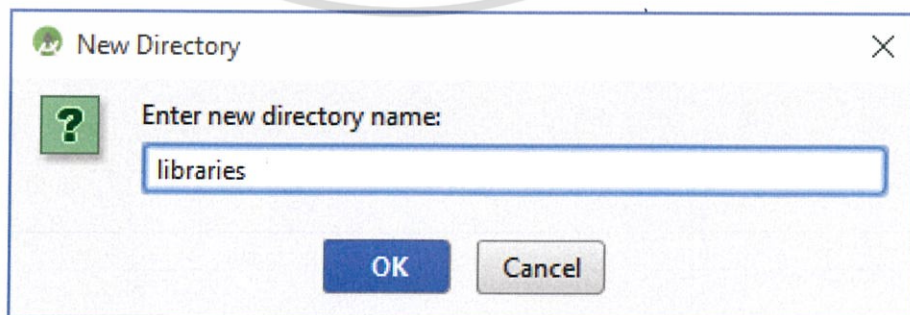 New Directory
Enter new directory name:
libraries
OK
Cancel